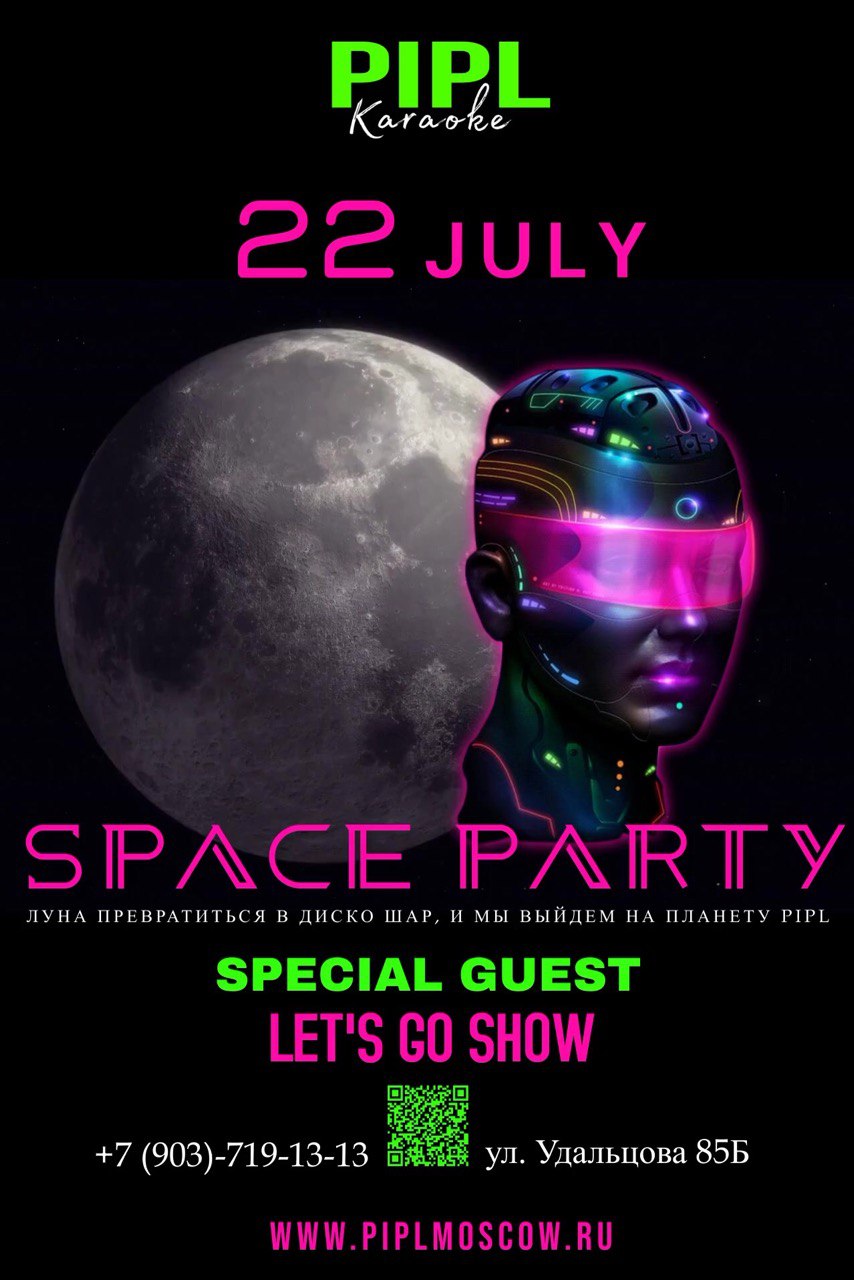 PIPL
Karaoke
22 JULY
SPACE PARTY
ЛУНА ПРЕВРАТИТЬСЯ В ДИСКО ШАР, И МЫ ВЫЙДЕМ НА ПЛАНЕТУ PIPL
SPECIAL GUEST
LET'S GO SHOW
+7 (903)-719-13-13 ул. Удальцова 85Б
WWW.PIPLMOSCOW.RU